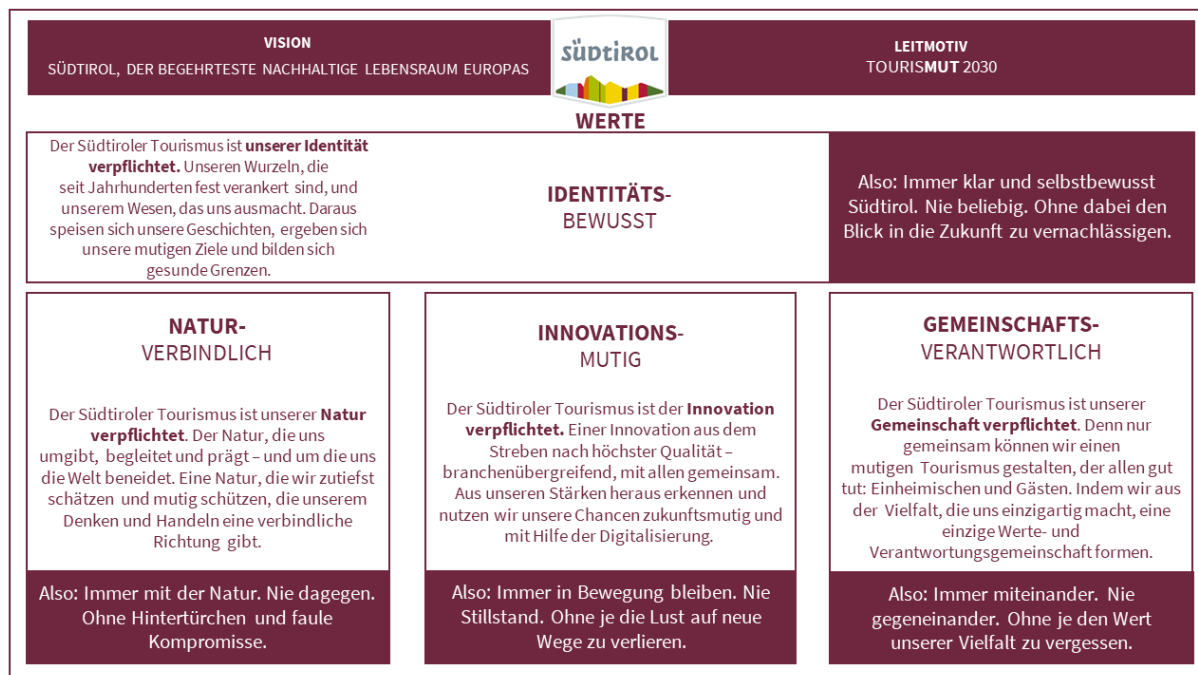 VISION
SÜDTIROL, DER BEGEHRTESTE NACHHALTIGE LEBENSRAUM EUROPAS
SÜDTIROL
LEITMOTIV
TOURISMUT 2030
WERTE
Der Südtiroler Tourismus ist unserer Identität
verpflichtet. Unseren Wurzeln, die
seit Jahrhunderten fest verankert sind, und
unserem Wesen, das uns ausmacht. Daraus
speisen sich unsere Geschichten, ergeben sich
unsere mutigen Ziele und bilden sich
gesunde Grenzen.
IDENTITÄTS-
BEWUSST
Also: Immer klar und selbstbewusst
Südtirol. Nie beliebig. Ohne dabei den
Blick in die Zukunft zu vernachlässigen.
NATUR-
VERBINDLICH
Der Südtiroler Tourismus ist unserer Natur
verpflichtet. Der Natur, die uns
umgibt, begleitet und prägt – und um die uns
die Welt beneidet. Eine Natur, die wir zutiefst
schätzen und mutig schützen, die unserem
Denken und Handeln eine verbindliche
Richtung gibt.
Also: Immer mit der Natur. Nie dagegen.
Ohne Hintertürchen und faule
Kompromisse.
INNOVATIONS-
MUTIG
Der Südtiroler Tourismus ist der Innovation
verpflichtet. Einer Innovation aus dem
Streben nach höchster Qualität –
branchenübergreifend, mit allen gemeinsam.
Aus unseren Stärken heraus erkennen und
nutzen wir unsere Chancen zukunftsmutig und
mit Hilfe der Digitalisierung.
Also: Immer in Bewegung bleiben. Nie
Stillstand. Ohne je die Lust auf neue
Wege zu verlieren.
GEMEINSCHAFTS-
VERANTWORTLICH
Der Südtiroler Tourismus ist unserer
Gemeinschaft verpflichtet. Denn nur
gemeinsam können wir einen
mutigen Tourismus gestalten, der allen gut
tut: Einheimischen und Gästen. Indem wir aus
der Vielfalt, die uns einzigartig macht, eine
einzige Werte- und
Verantwortungsgemeinschaft formen.
Also: Immer miteinander. Nie
gegeneinander. Ohne je den Wert
unserer Vielfalt zu vergessen.